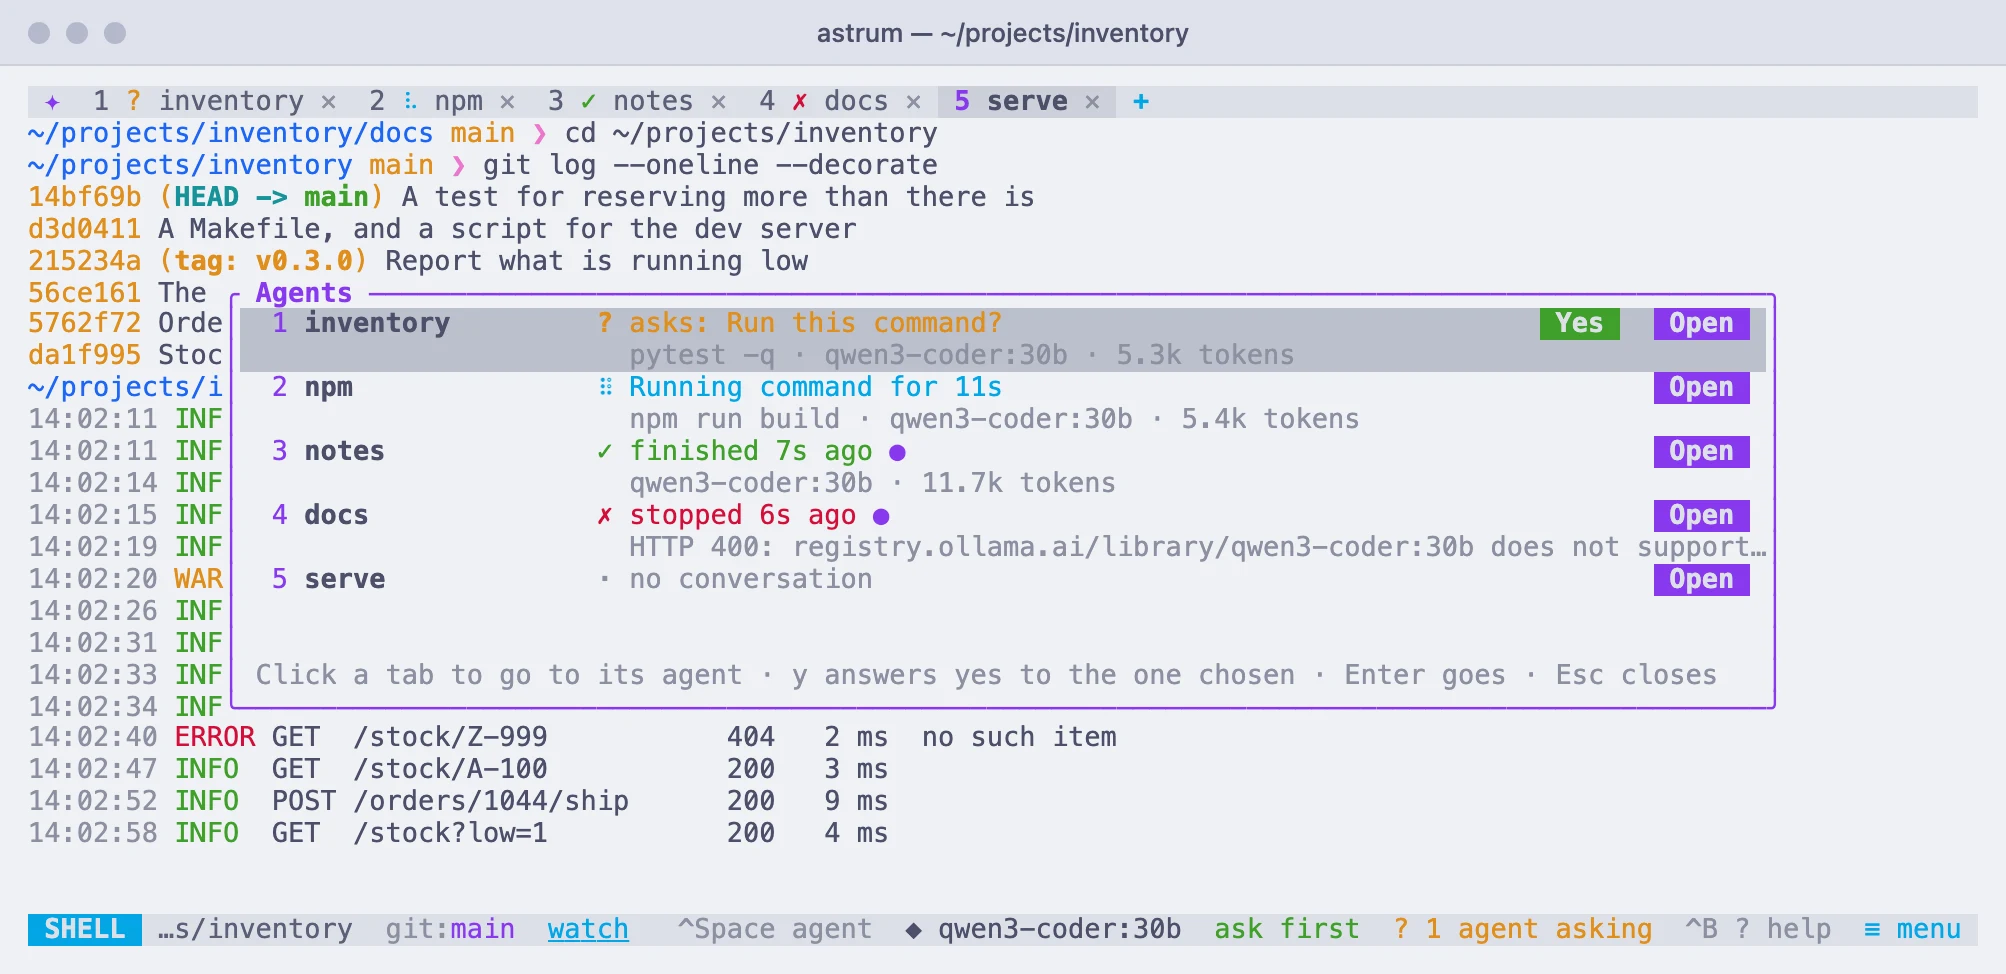 astrum — ~/projects/inventory
✦ 1 ? inventory × 2 npm × 3 ✓ notes × 4 ✗ docs × 5 serve × +
~/projects/inventory/docs main ❯ cd ~/projects/inventory
~/projects/inventory main ❯ git log --oneline --decorate
14bf69b (HEAD -> main) A test for reserving more than there is
d3d0411 A Makefile, and a script for the dev server
215234a (tag: v0.3.0) Report what is running low
56ce161 The
Agents
5762f72 Orde
1 inventory ? asks: Run this command? Yes Open
da1f995 Stoc
pytest -q · qwen3-coder:30b · 5.3k tokens
~/projects/i
2 npm Running command for 11s Open
14:02:11 INF
npm run build · qwen3-coder:30b · 5.4k tokens
14:02:11 INF
3 notes ✓ finished 7s ago ● Open
14:02:14 INF
qwen3-coder:30b · 11.7k tokens
14:02:15 INF
4 docs ✗ stopped 6s ago ● Open
14:02:19 INF
HTTP 400: registry.ollama.ai/library/qwen3-coder:30b does not support…
14:02:20 WAR
5 serve · no conversation Open
14:02:26 INF
14:02:31 INF
14:02:33 INF
Click a tab to go to its agent · y answers yes to the one chosen · Enter goes · Esc closes
14:02:34 INF
14:02:40 ERROR GET /stock/Z-999 404 2 ms no such item
14:02:47 INFO GET /stock/A-100 200 3 ms
14:02:52 INFO POST /orders/1044/ship 200 9 ms
14:02:58 INFO GET /stock?low=1 200 4 ms
SHELL …s/inventory git:main watch ^Space agent ◆ qwen3-coder:30b ask first ? 1 agent asking ^B ? help ≡ menu